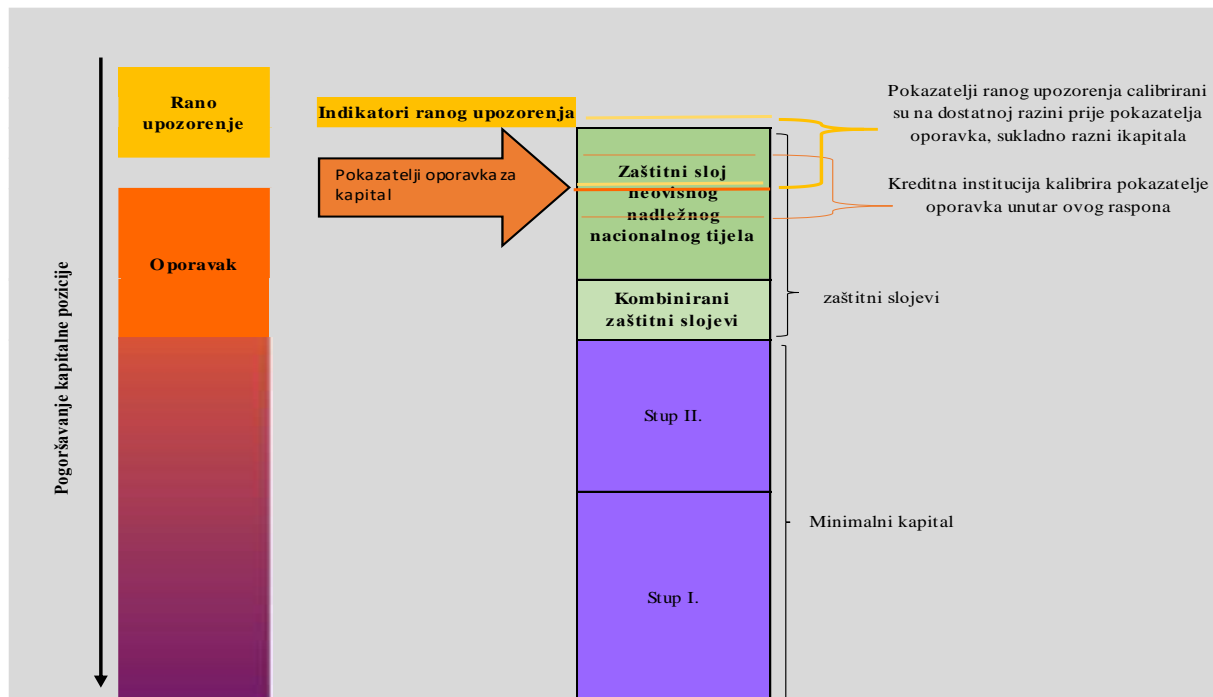 Pogoršavanje kapitalne pozicije
Rano
upozorenje
Oporavak
Indikatori ranog upozorenja
Pokazatelji oporavka za
kapital
Zaštitni sloj
neovisnog
nadležnog
nacionalnog tijela
Kombinirani
zaštitni slojevi
Stup II.
Stup I.
Pokazatelji ranog upozorenja calibrirani
su na dostatnoj razini prije pokazatelja
oporavka, sukladno razni ikapitala
Kreditna institucija kalibrira pokazatelje
oporavka unutar ovog raspona
zaštitni slojevi
Minimalni kapital